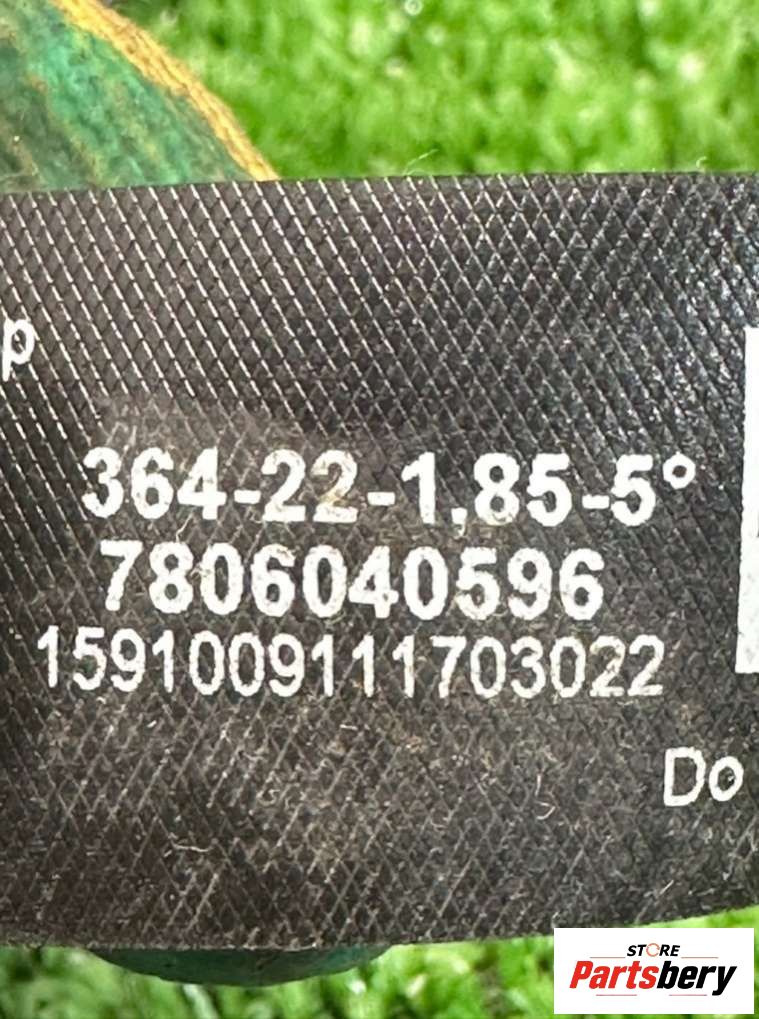 p
364-22-1,85-5°
7806040596
1591009111703022
Do
STORE
Partsbery